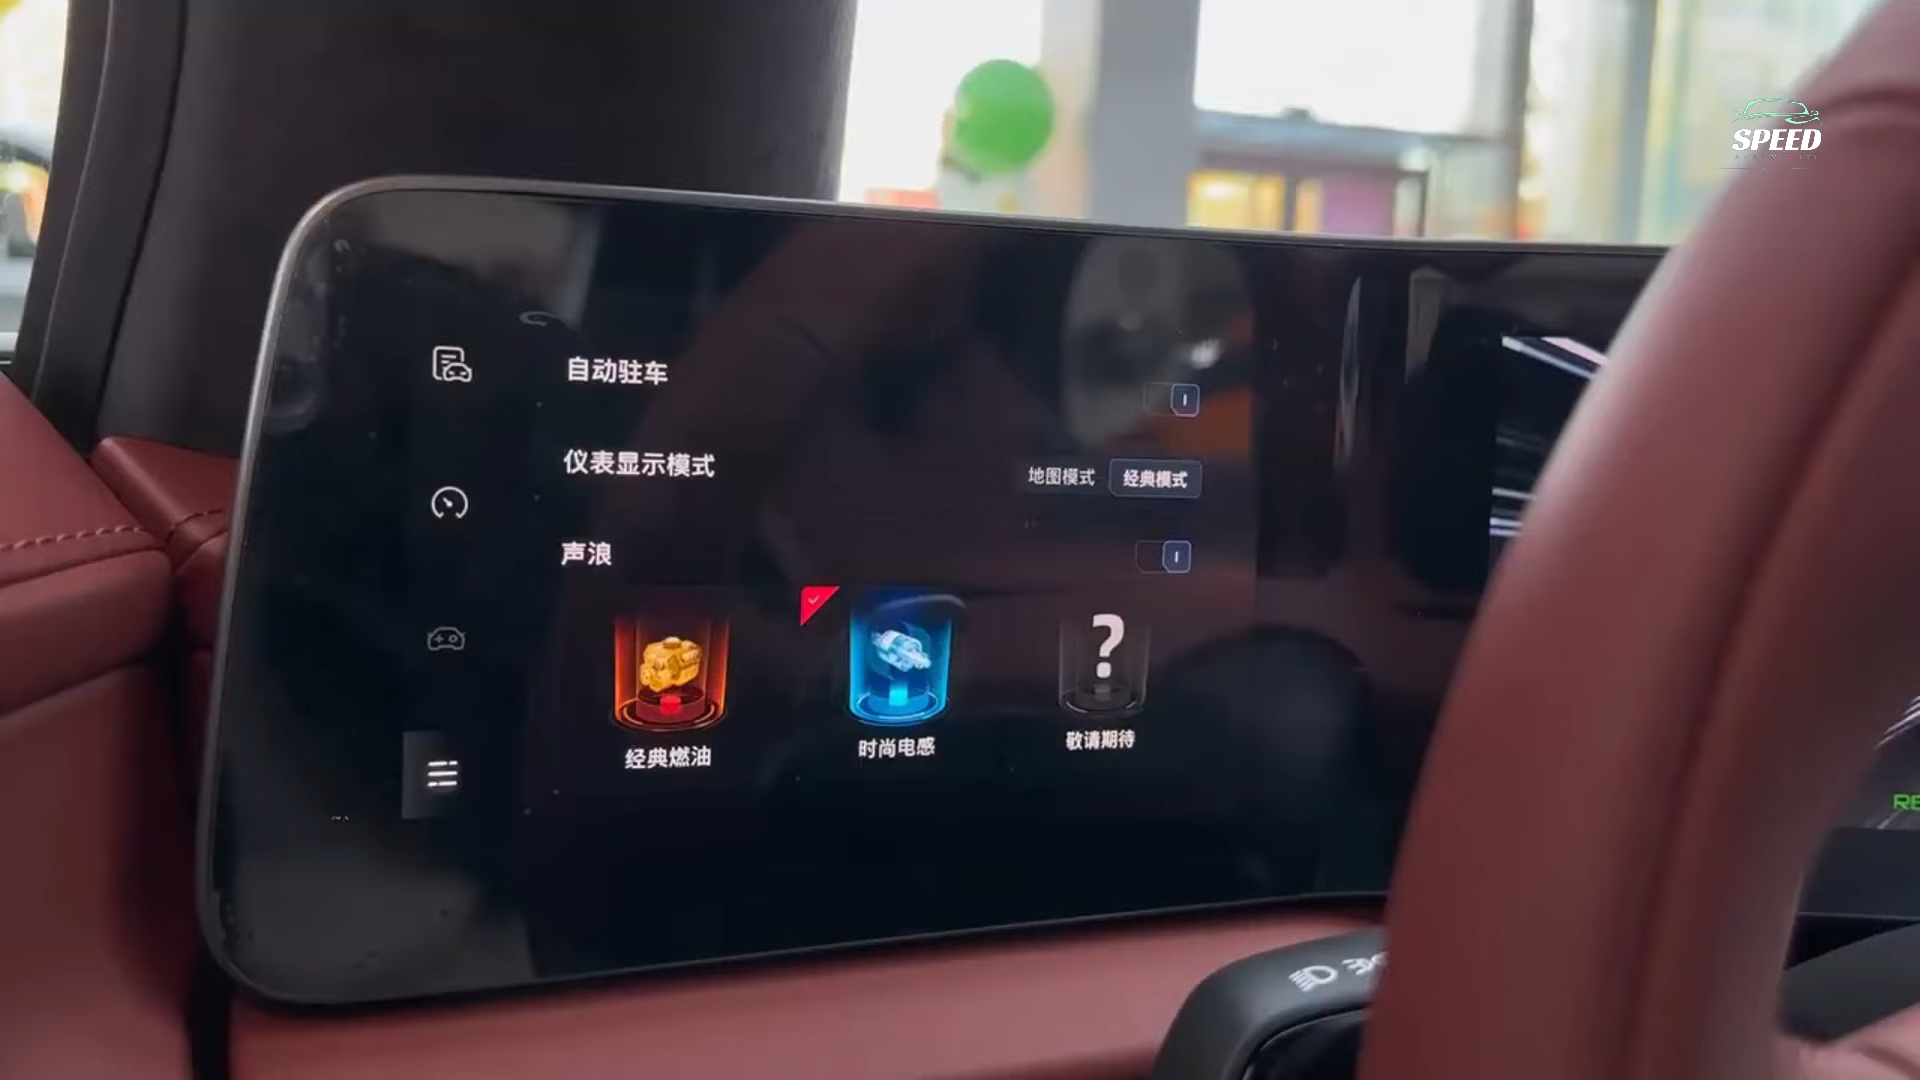 SPEED
自动驻车
仪表显示模式
地图模式 经典模式
声浪
?
经典燃油 时尚电感 敬请期待
RE